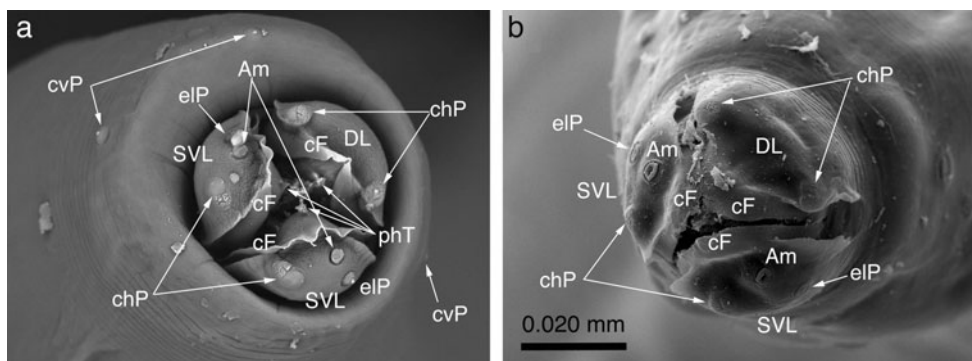 a
cvP
Am
elP
chP
SVL
cF
DL
cF
cF
phT
chP
SVL
elP
cvP
b
chP
elP
Am
DL
SVL
cF
cF
cF
chP
Am
elP
SVL
0.020 mm